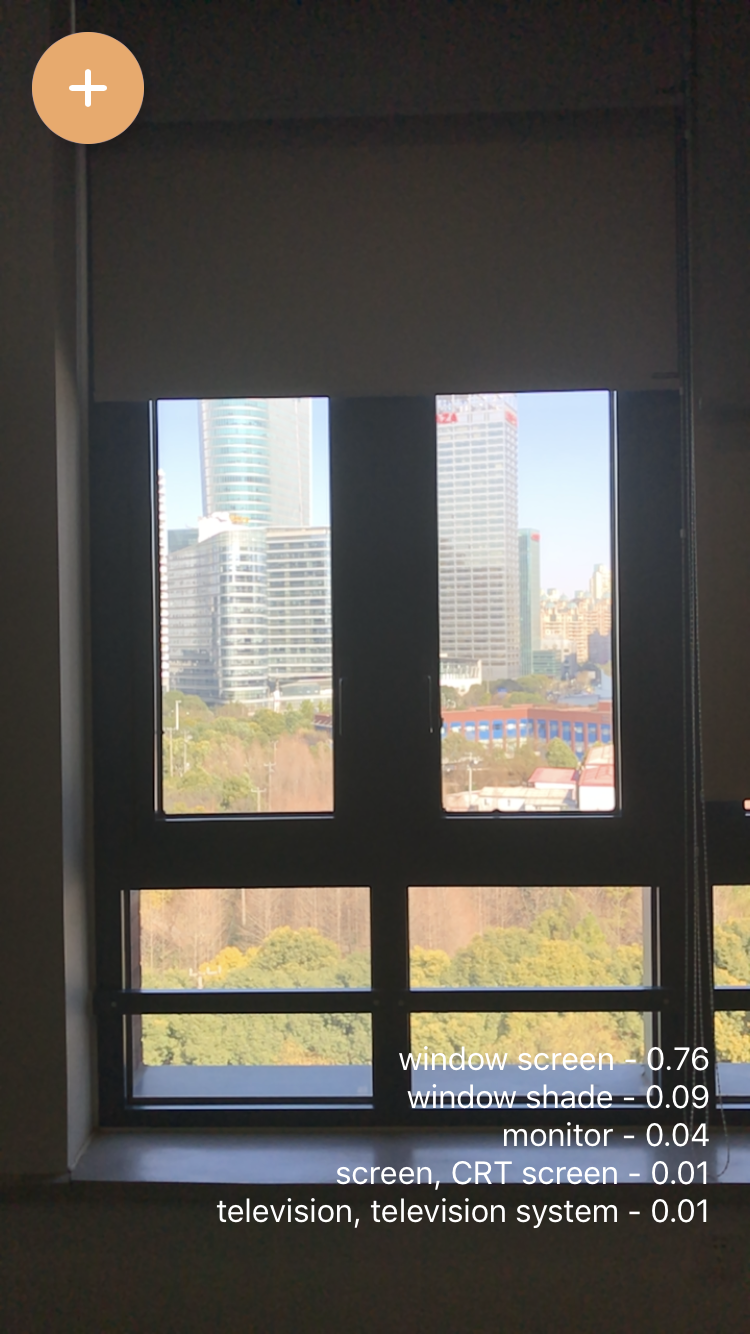 AZA
window screen - 0.76
window shade - 0.09
monitor - 0.04
screen, CRT screen - 0.01
television, television system - 0.01